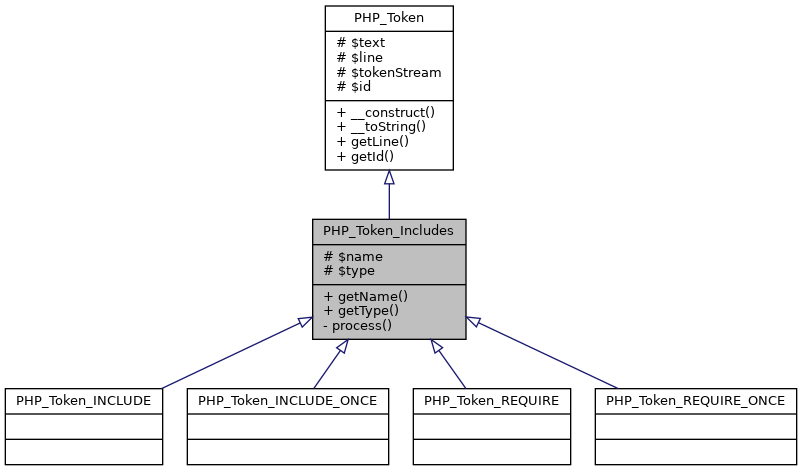 PHP_Token
# $text
# $line
# $tokenStream
# $id
+ __construct()
+ __toString()
+ getLine()
+ getId()
PHP_Token_Includes
# $name
# $type
+ getName()
+ getType()
- process()
PHP_Token_INCLUDE
PHP_Token_INCLUDE_ONCE
PHP_Token_REQUIRE
PHP_Token_REQUIRE_ONCE